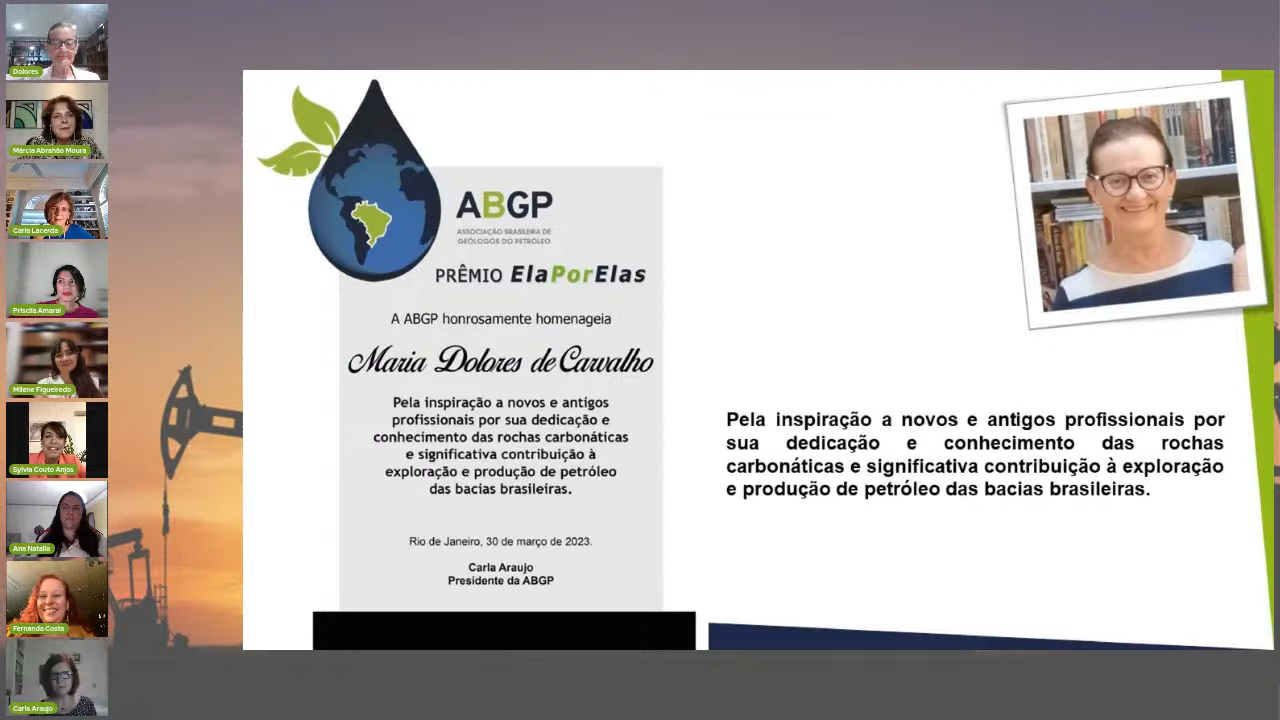 Dolores
Márcia Abrahão Moura
Carla Lacerda
Priscila Amaral
Milene Figueiredo
Sylvia Couto Anjos
Ana Natalia
Fernanda Costa
Carla Araujo
ABGP
ASSOCIAÇÃO BRASILEIRA DE
GEÓLOGOS DO PETRÓLEO
PRÊMIO ElaPorElas
A ABGP honrosamente homenageia
Maria Dolores de Carvalho
Pela inspiração a novos e antigos
profissionais por sua dedicação e
conhecimento das rochas carbonáticas
e significativa contribuição à
exploração e produção de petróleo
das bacias brasileiras.
Rio de Janeiro, 30 de março de 2023.
Carla Araujo
Presidente da ABGP
Pela inspiração a novos e antigos profissionais por
sua dedicação e conhecimento das rochas
carbonáticas e significativa contribuição à exploração
e produção de petróleo das bacias brasileiras.